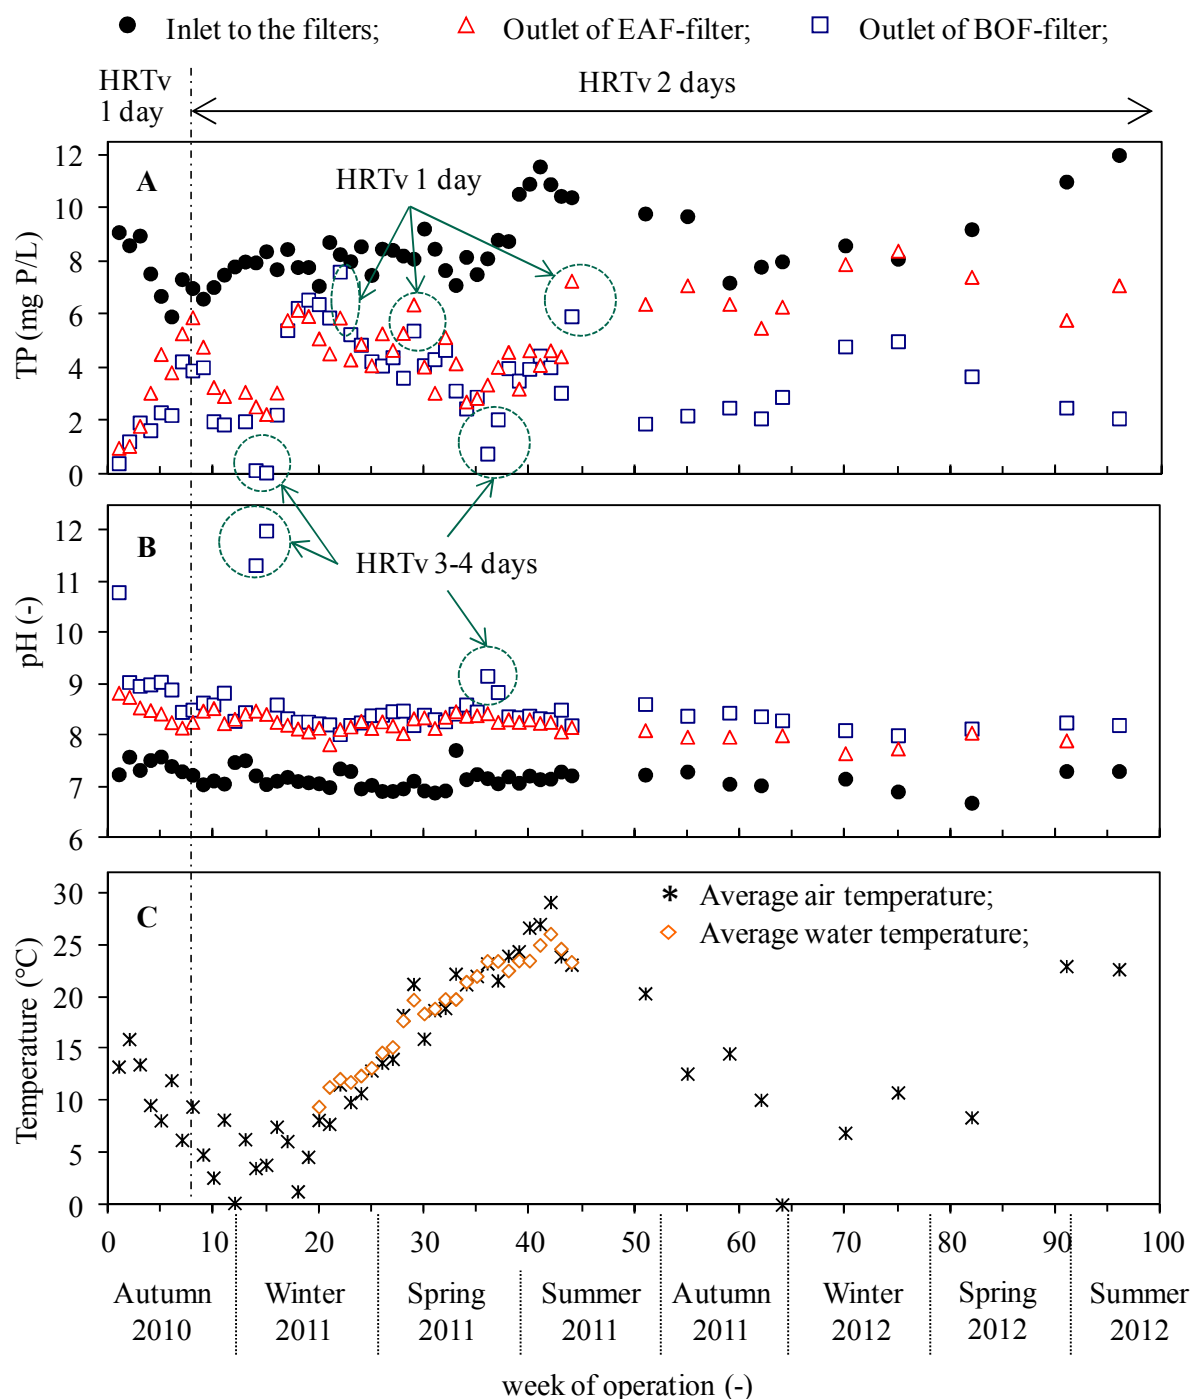 Inlet to the filters; Outlet of EAF-filter; Outlet of BOF-filter;
HRTv
1 day
HRTv 2 days
A
HRTv 1 day
TP (mg P/L)
12
10
8
6
4
2
0
B
HRTv 3-4 days
pH (-)
12
11
10
9
8
7
6
C
Average air temperature;
Average water temperature;
Temperature (°C)
30
25
20
15
10
5
0
0 10 20 30 40 50 60 70 80 90 100
Autumn Winter Spring Summer Autumn Winter Spring Summer
2010 2011 2011 2011 2011 2012 2012 2012
week of operation (-)